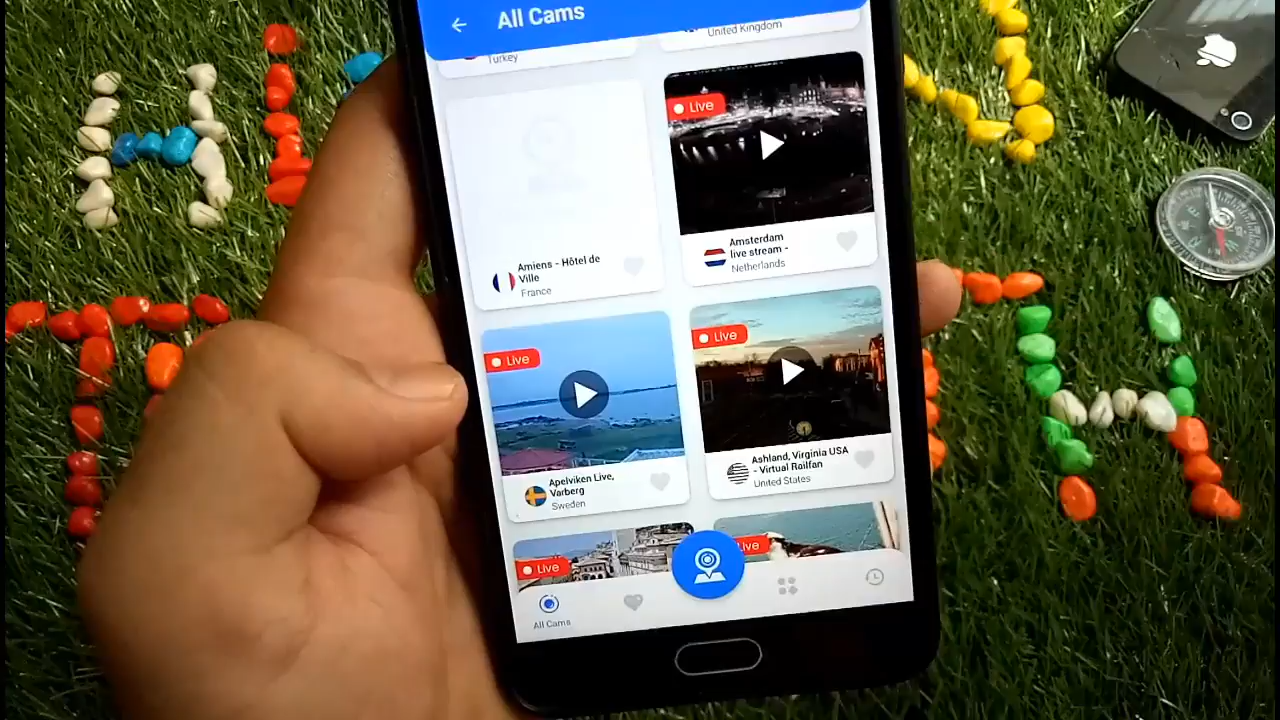 All Cams
Turkey
United Kingdom
Live
Amiens - Hôtel de
Ville
France
Amsterdam
live stream -
Netherlands
Live
Live
Apelviken Live,
Varberg
Sweden
Ashland, Virginia USA
- Virtual Railfan
United States
Live
Live
All Cams